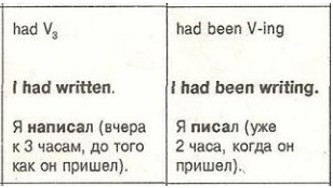 had V₃
I had written.
Я написал (вчера
к 3 часам, до того
как он пришел).
had been V-ing
I had been writing.
Я писал (уже
2 часа, когда он
пришел).